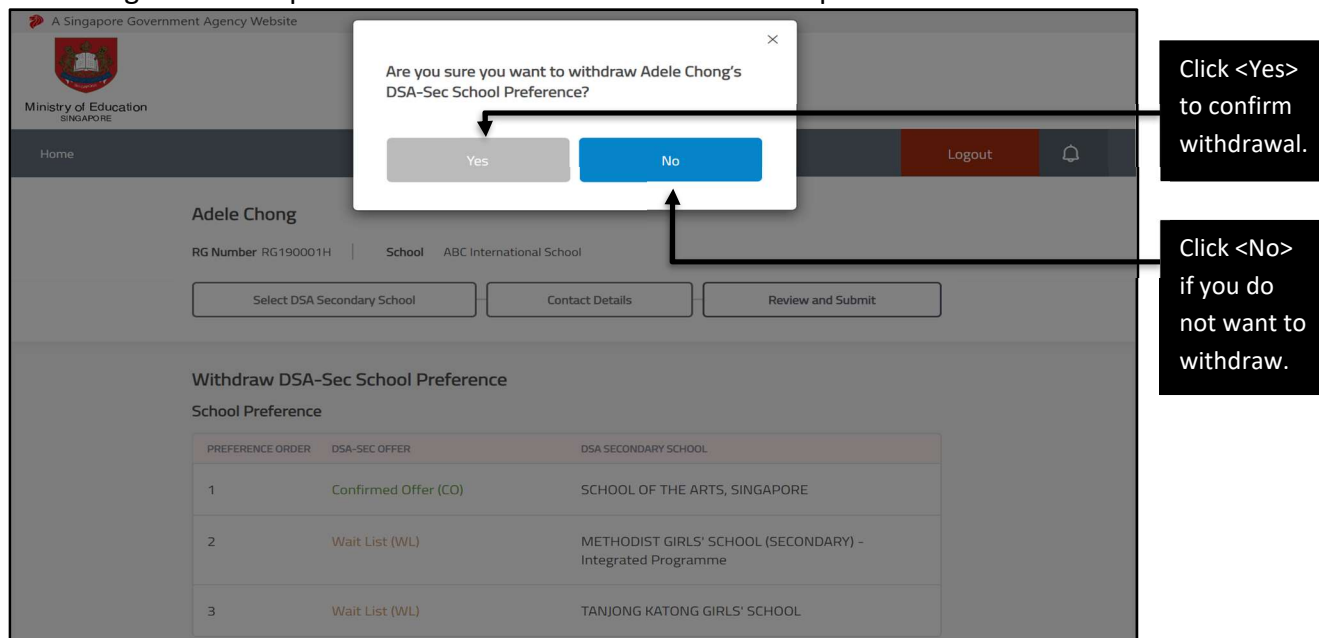 A Singapore Government Agency Website
Ministry of Education
SINGAPORE
×
Are you sure you want to withdraw Adele Chong's
DSA-Sec School Preference?
Yes
No
Click <Yes>
to confirm
withdrawal.
Home
Logout
Adele Chong
RG Number RG190001H | School ABC International School
Click <No>
if you do
not want to
withdraw.
Select DSA Secondary School
Contact Details
Review and Submit
Withdraw DSA-Sec School Preference
School Preference
PREFERENCE ORDER DSA-SEC OFFER DSA SECONDARY SCHOOL
1 Confirmed Offer (CO) SCHOOL OF THE ARTS, SINGAPORE
2 Wait List (WL) METHODIST GIRLS' SCHOOL (SECONDARY) -
Integrated Programme
3 Wait List (WL) TANJONG KATONG GIRLS' SCHOOL